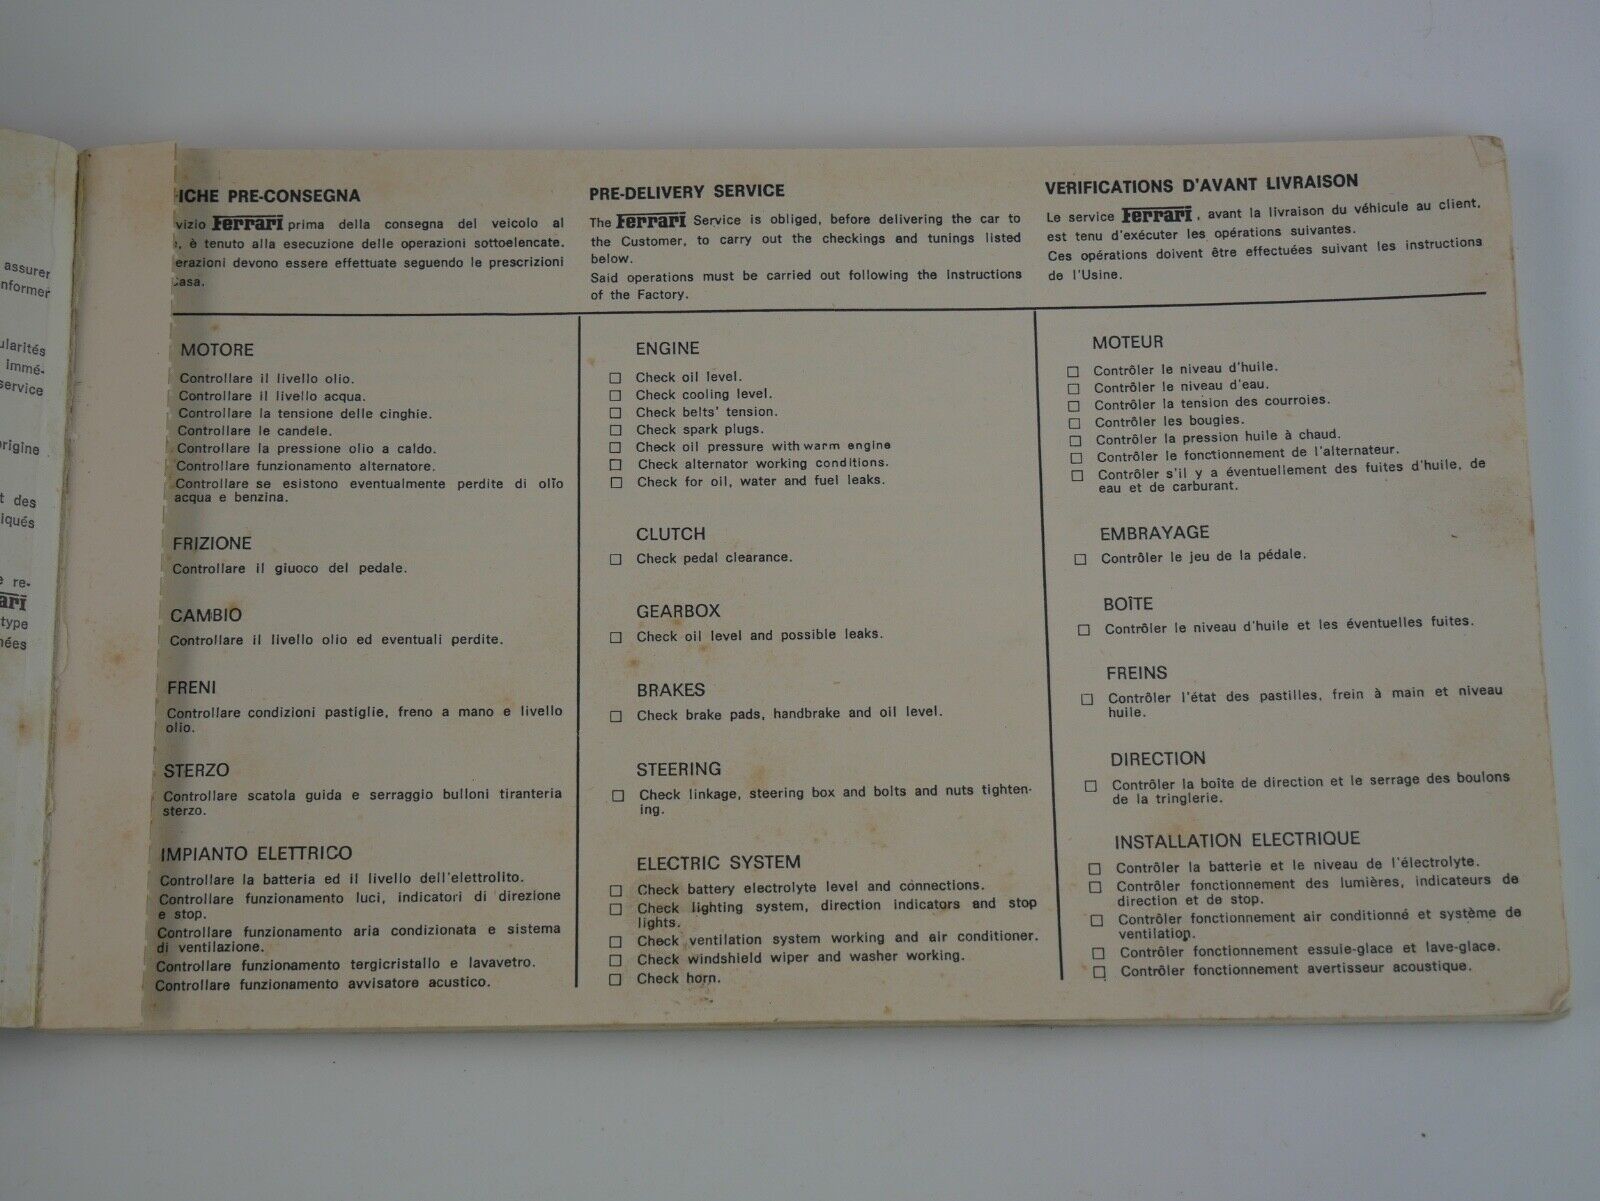 assurer
nformer
ularités
immé-
service
origine
t des
iqués
e re-
ari
type
nées
ICHE PRE-CONSEGNA
vizio Ferrari prima della consegna del veicolo al
, è tenuto alla esecuzione delle operazioni sottoelencate.
erazioni devono essere effettuate seguendo le prescrizioni
Casa.
MOTORE
Controllare il livello olio.
Controllare il livello acqua.
Controllare la tensione delle cinghie.
Controllare le candele.
Controllare la pressione olio a caldo.
Controllare funzionamento alternatore.
Controllare se esistono eventualmente perdite di olio
acqua e benzina.
FRIZIONE
Controllare il giuoco del pedale.
CAMBIO
Controllare il livello olio ed eventuali perdite.
FRENI
Controllare condizioni pastiglie, freno a mano e livello
olio.
STERZO
Controllare scatola guida e serraggio bulloni tiranteria
sterzo.
IMPIANTO ELETTRICO
Controllare la batteria ed il livello dell'elettrolito.
Controllare funzionamento luci, indicatori di direzione
e stop.
Controllare funzionamento aria condizionata e sistema
di ventilazione.
Controllare funzionamento tergicristallo e lavavetro.
Controllare funzionamento avvisatore acustico.
PRE-DELIVERY SERVICE
The Ferrari Service is obliged, before delivering the car to
the Customer, to carry out the checkings and tunings listed
below.
Said operations must be carried out following the instructions
of the Factory.
ENGINE
☐ Check oil level.
☐ Check cooling level.
☐ Check belts' tension.
☐ Check spark plugs.
☐ Check oil pressure with warm engine
☐ Check alternator working conditions.
☐ Check for oil, water and fuel leaks.
CLUTCH
☐ Check pedal clearance.
GEARBOX
☐ Check oil level and possible leaks.
BRAKES
☐ Check brake pads, handbrake and oil level.
STEERING
☐ Check linkage, steering box and bolts and nuts tighten-
ing.
ELECTRIC SYSTEM
☐ Check battery electrolyte level and connections.
☐ Check lighting system, direction indicators and stop
lights.
☐ Check ventilation system working and air conditioner.
☐ Check windshield wiper and washer working.
☐ Check horn.
VERIFICATIONS D'AVANT LIVRAISON
Le service Ferrari, avant la livraison du véhicule au client,
est tenu d'exécuter les opérations suivantes.
Ces opérations doivent être effectuées suivant les instructions
de l'Usine.
MOTEUR
☐ Contrôler le niveau d'huile.
☐ Contrôler le niveau d'eau.
☐ Contrôler la tension des courroies.
☐ Contrôler les bougies.
☐ Contrôler la pression huile à chaud.
☐ Contrôler le fonctionnement de l'alternateur.
☐ Contrôler s'il y a éventuellement des fuites d'huile, de
eau et de carburant.
EMBRAYAGE
☐ Contrôler le jeu de la pédale.
BOÎTE
☐ Contrôler le niveau d'huile et les éventuelles fuites.
FREINS
☐ Contrôler l'état des pastilles, frein à main et niveau
huile.
DIRECTION
☐ Contrôler la boîte de direction et le serrage des boulons
de la tringlerie.
INSTALLATION ELECTRIQUE
☐ Contrôler la batterie et le niveau de l'électrolyte.
☐ Contrôler fonctionnement des lumières, indicateurs de
direction et de stop.
☐ Contrôler fonctionnement air conditionné et système de
ventilation.
☐ Contrôler fonctionnement essuie-glace et lave-glace.
☐ Contrôler fonctionnement avertisseur acoustique.